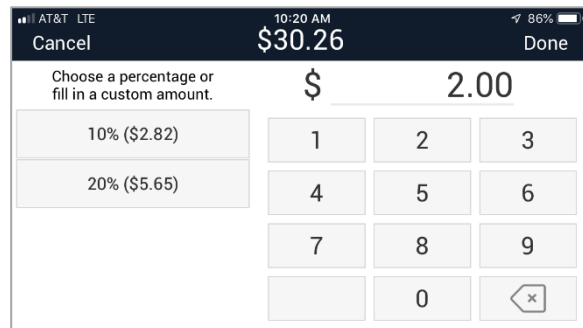 AT&T LTE 10:20 AM 86%
Cancel $30.26 Done
Choose a percentage or
fill in a custom amount.
$ 2.00
10% ($2.82)
20% ($5.65)
1 2 3
4 5 6
7 8 9
0